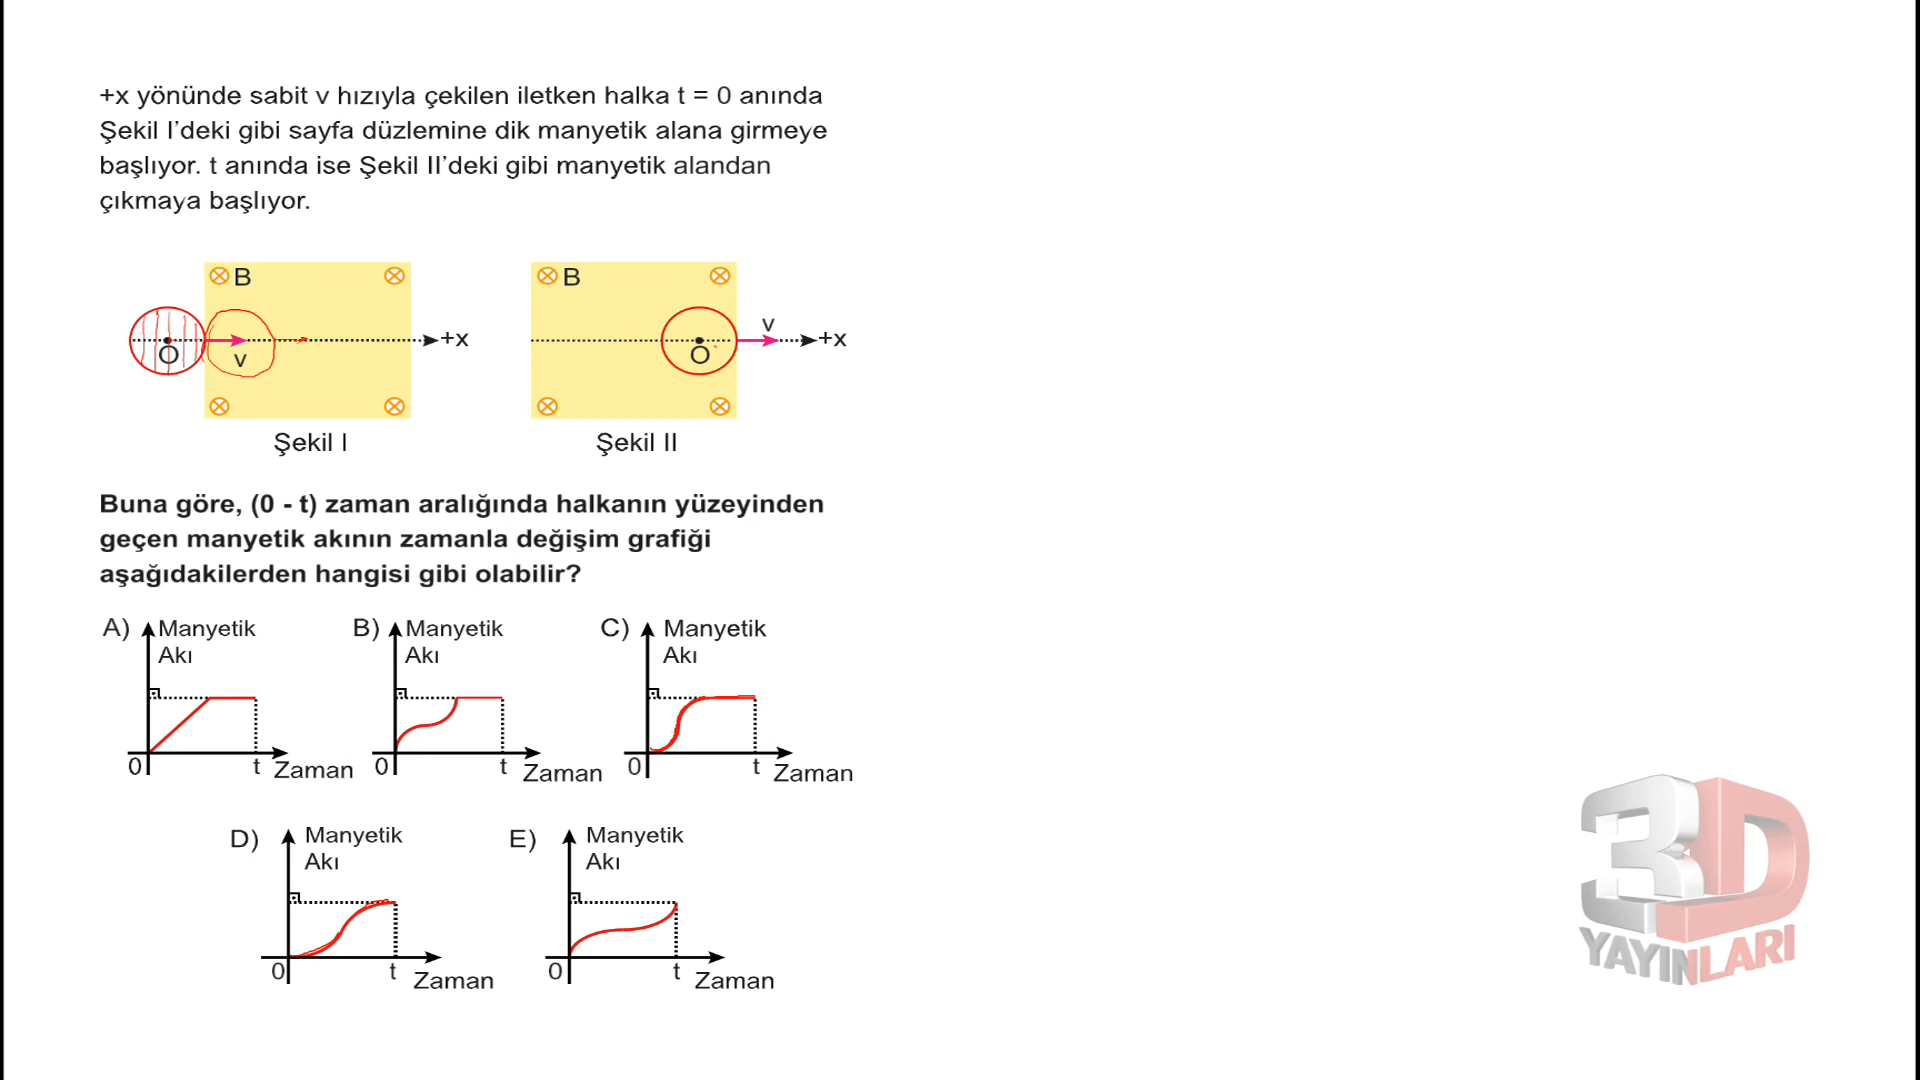 +x yönünde sabit v hızıyla çekilen iletken halka t = 0 anında
Şekil I'deki gibi sayfa düzlemine dik manyetik alana girmeye
başlıyor. t anında ise Şekil II'deki gibi manyetik alandan
çıkmaya başlıyor.
B
O
v
+x
Şekil I
B
O
v
+x
Şekil II
Buna göre, (0 - t) zaman aralığında halkanın yüzeyinden
geçen manyetik akının zamanla değişim grafiği
aşağıdakilerden hangisi gibi olabilir?
A) Manyetik
Akı
0 t Zaman
B) Manyetik
Akı
0 t Zaman
C) Manyetik
Akı
0 t Zaman
D) Manyetik
Akı
0 t Zaman
E) Manyetik
Akı
0 t Zaman
3D
YAYINLARI